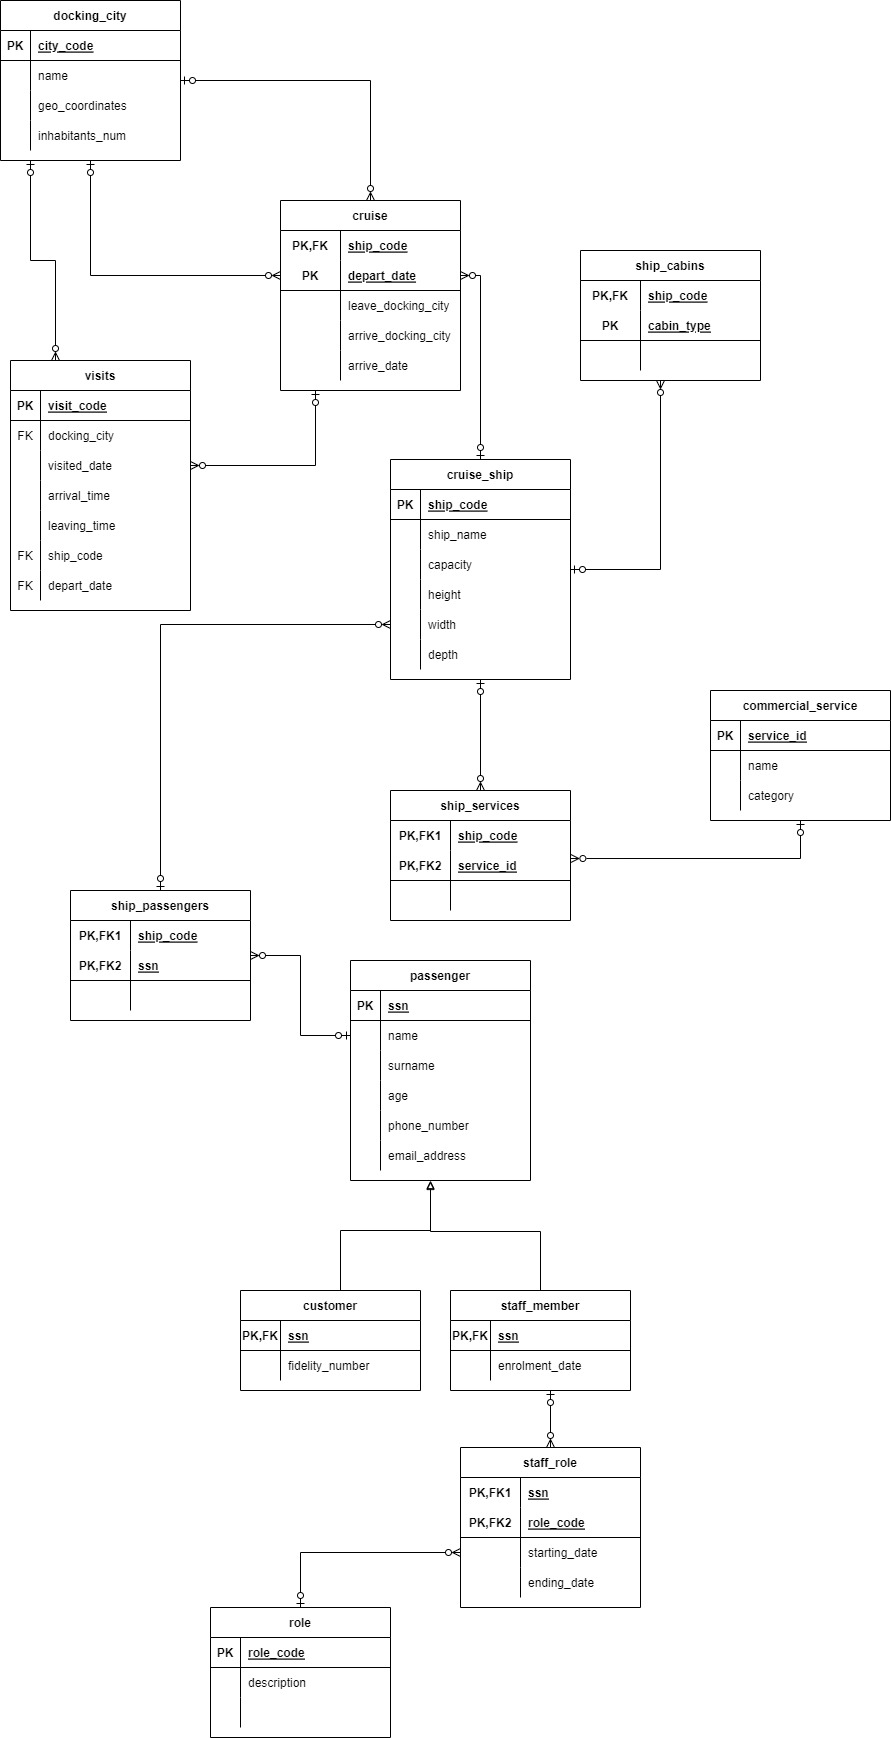 docking_city
PK city_code
name
geo_coordinates
inhabitants_num
cruise
PK,FK ship_code
PK depart_date
leave_docking_city
arrive_docking_city
arrive_date
ship_cabins
PK,FK ship_code
PK cabin_type
visits
PK visit_code
FK docking_city
visited_date
arrival_time
leaving_time
FK ship_code
FK depart_date
cruise_ship
PK ship_code
ship_name
capacity
height
width
depth
commercial_service
PK service_id
name
category
ship_services
PK,FK1 ship_code
PK,FK2 service_id
ship_passengers
PK,FK1 ship_code
PK,FK2 ssn
passenger
PK ssn
name
surname
age
phone_number
email_address
customer
PK,FK ssn
fidelity_number
staff_member
PK,FK ssn
enrolment_date
staff_role
PK,FK1 ssn
PK,FK2 role_code
starting_date
ending_date
role
PK role_code
description